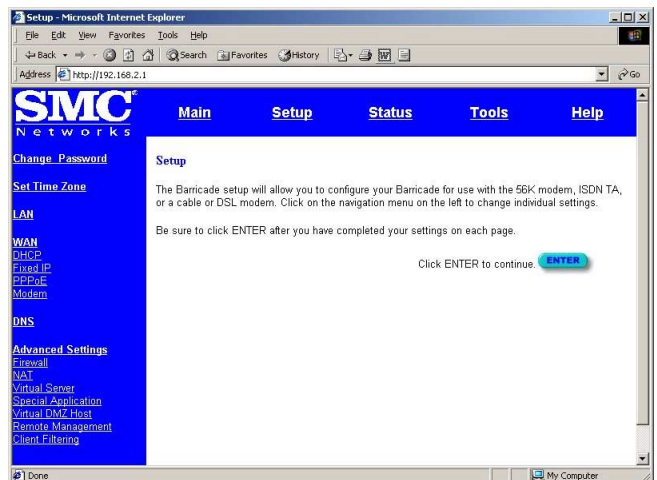 Setup - Microsoft Internet Explorer
File Edit View Favorites Tools Help
Back Search Favorites History
Address http://192.168.2.1 Go
SMC®
Networks
Main Setup Status Tools Help
Change Password
Set Time Zone
LAN
WAN
DHCP
Fixed IP
PPPoE
Modem
DNS
Advanced Settings
Firewall
NAT
Virtual Server
Special Application
Virtual DMZ Host
Remote Management
Client Filtering
Setup
The Barricade setup will allow you to configure your Barricade for use with the 56K modem, ISDN TA,
or a cable or DSL modem. Click on the navigation menu on the left to change individual settings.
Be sure to click ENTER after you have completed your settings on each page.
Click ENTER to continue. ENTER
Done My Computer